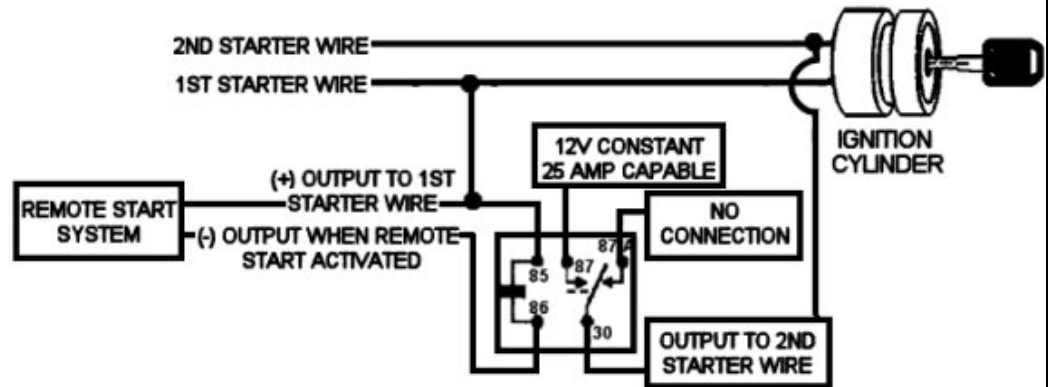 2ND STARTER WIRE
1ST STARTER WIRE
IGNITION
CYLINDER
12V CONSTANT
25 AMP CAPABLE
(+) OUTPUT TO 1ST
STARTER WIRE
REMOTE START
SYSTEM
(-) OUTPUT WHEN REMOTE
START ACTIVATED
NO
CONNECTION
87A
87
85
86
30
OUTPUT TO 2ND
STARTER WIRE